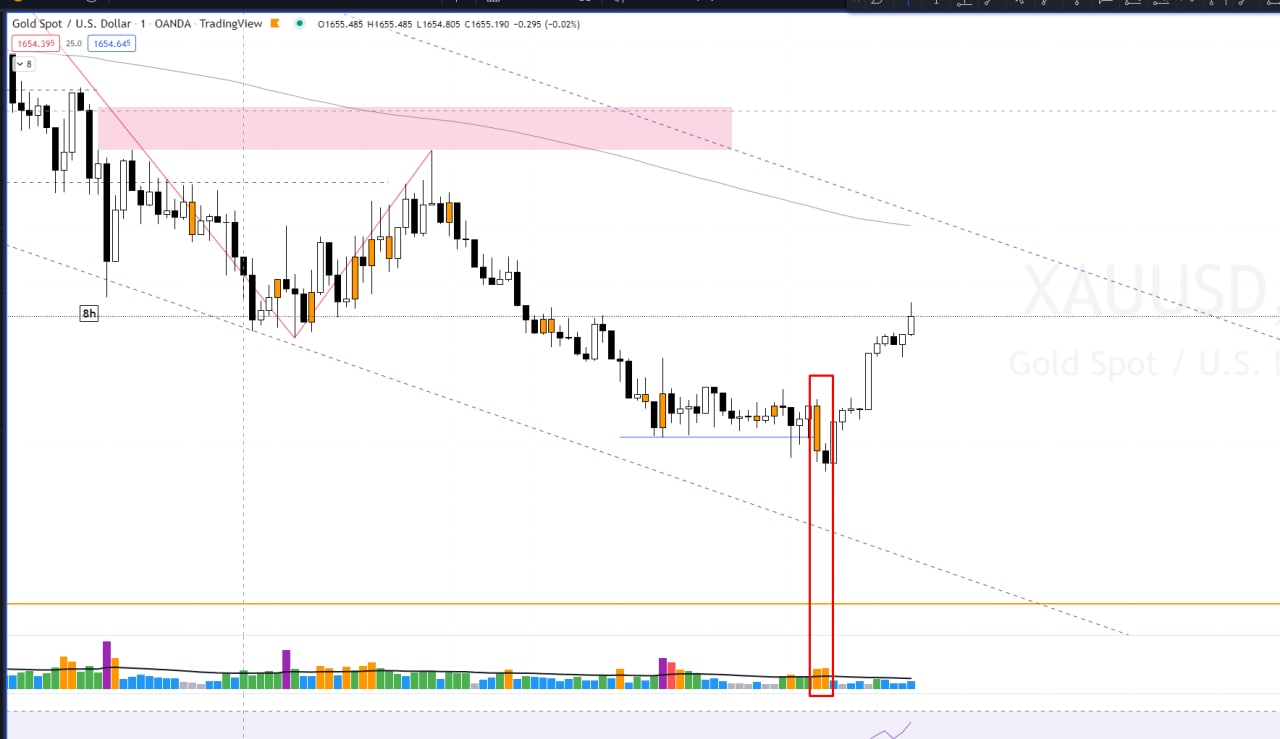 Gold Spot / U.S. Dollar · 1 · OANDA · TradingView O1655.485 H1655.485 L1654.805 C1655.190 −0.295 (−0.02%)
1654.395 25.0 1654.645
8
8h
XAUUSD
Gold Spot / U.S.